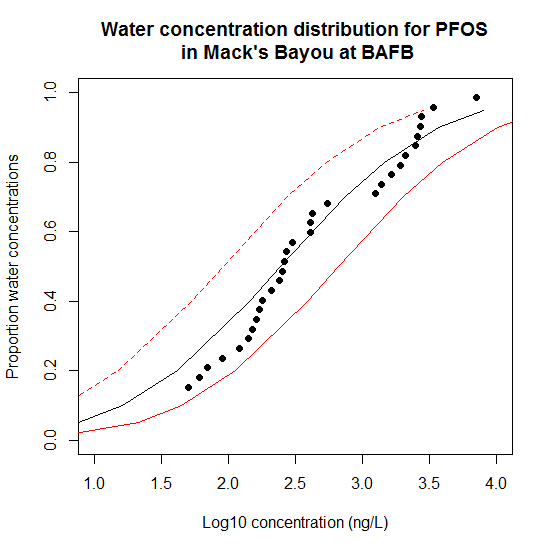 Water concentration distribution for PFOS
in Mack's Bayou at BAFB
Proportion water concentrations
1.0
0.8
0.6
0.4
0.2
0.0
1.0 1.5 2.0 2.5 3.0 3.5 4.0
Log10 concentration (ng/L)